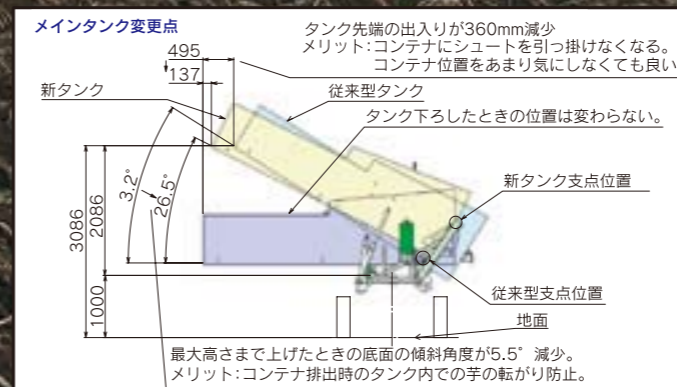 メインタンク変更点
タンク先端の出入りが360mm減少
メリット：コンテナにシュートを引っ掛けなくなる。
コンテナ位置をあまり気にしなくても良い
495
137
新タンク
従来型タンク
タンク下ろしたときの位置は変わらない。
3.2°
26.5°
新タンク支点位置
3086
2086
1000
従来型支点位置
地面
最大高さまで上げたときの底面の傾斜角度が5.5°減少。
メリット：コンテナ排出時のタンク内での芋の転がり防止。